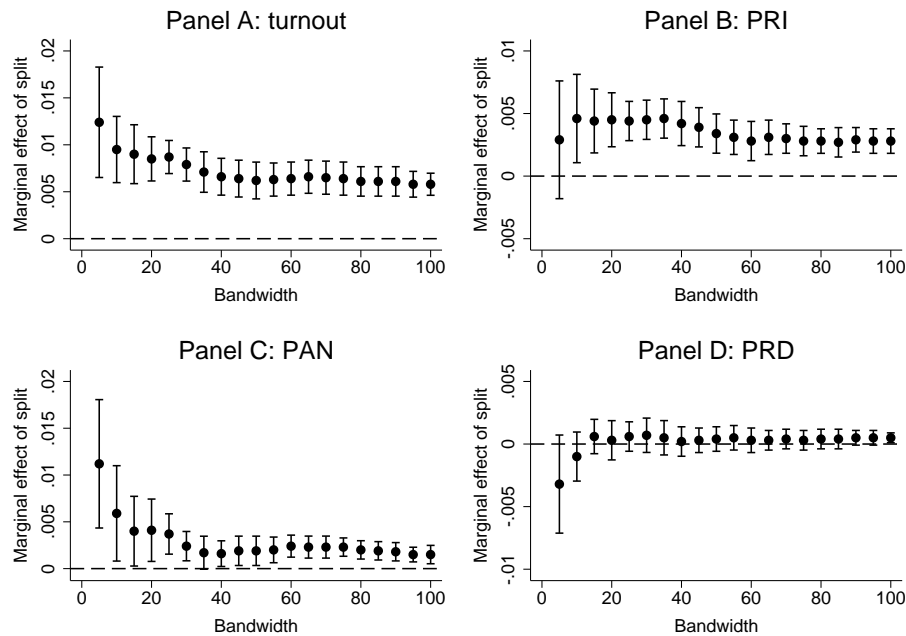 Panel A: turnout
Marginal effect of split
.02
.015
.01
.005
0
0 20 40 60 80 100
Bandwidth
Panel B: PRI
Marginal effect of split
.01
.005
0
-.005
0 20 40 60 80 100
Bandwidth
Panel C: PAN
Marginal effect of split
.02
.015
.01
.005
0
0 20 40 60 80 100
Bandwidth
Panel D: PRD
Marginal effect of split
.005
0
-.005
-.01
0 20 40 60 80 100
Bandwidth